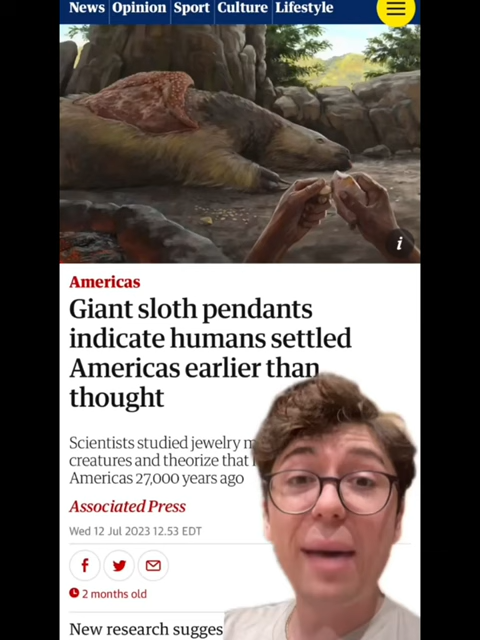 News Opinion Sport Culture Lifestyle
i
Americas
Giant sloth pendants
indicate humans settled
Americas earlier than
thought
Scientists studied jewelry
creatures and theorize that
Americas 27,000 years ago
Associated Press
Wed 12 Jul 2023 12.53 EDT
2 months old
New research